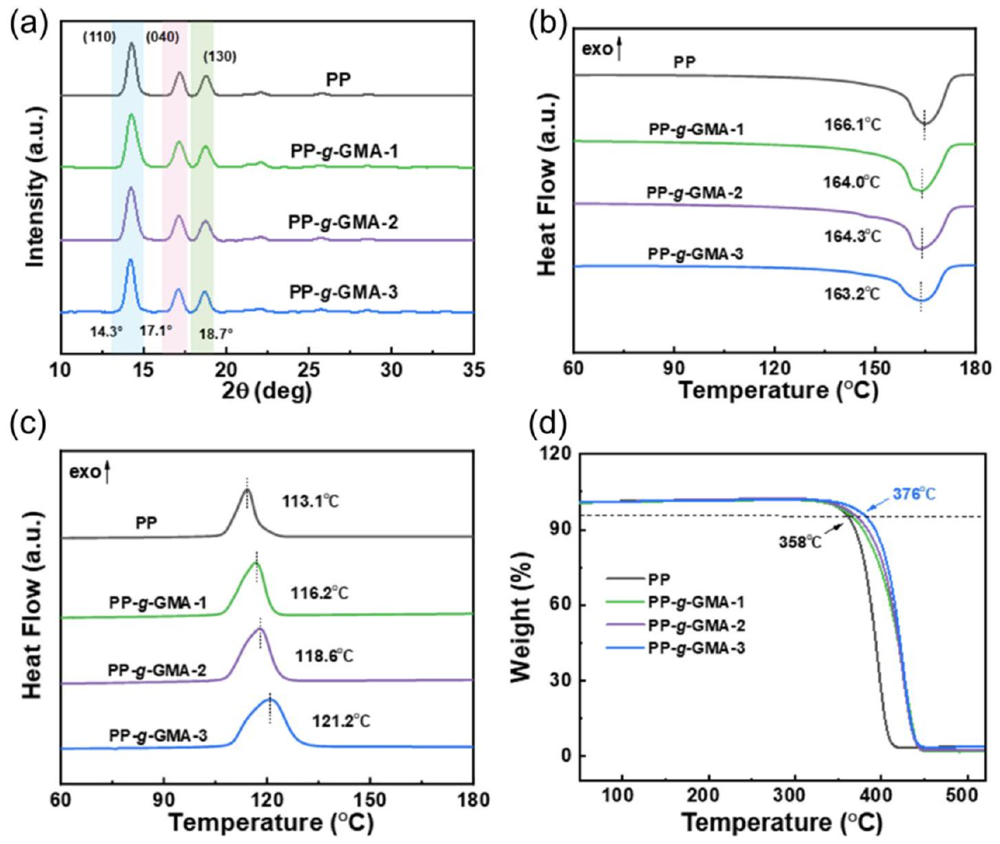 (a)
(110)
(040)
(130)
PP
PP-g-GMA-1
PP-g-GMA-2
PP-g-GMA-3
14.3°
17.1°
18.7°
Intensity (a.u.)
10 15 20 25 30 35
2θ (deg)
(b)
exo
PP
166.1°C
PP-g-GMA-1
164.0°C
PP-g-GMA-2
164.3°C
PP-g-GMA-3
163.2°C
Heat Flow (a.u.)
60 90 120 150 180
Temperature (°C)
(c)
exo
113.1°C
PP
116.2°C
PP-g-GMA-1
118.6°C
PP-g-GMA-2
121.2°C
PP-g-GMA-3
Heat Flow (a.u.)
60 90 120 150 180
Temperature (°C)
(d)
120
90
60
30
0
376°C
358°C
PP
PP-g-GMA-1
PP-g-GMA-2
PP-g-GMA-3
Weight (%)
100 200 300 400 500
Temperature (°C)